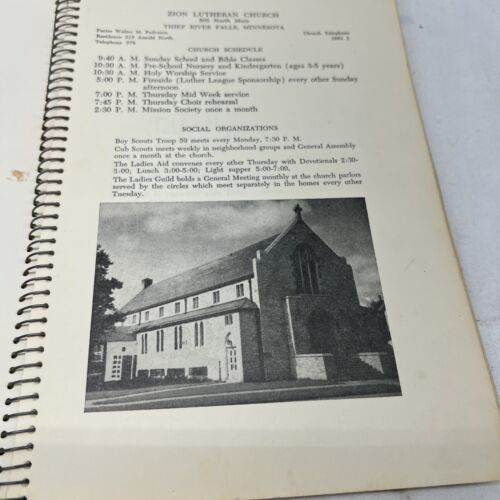 ZION LUTHERAN CHURCH
505 North Main
THIEF RIVER FALLS, MINNESOTA
Pastor Walter M. Church Telephone
Residence 219 Arnold North
Telephone 575
CHURCH SCHEDULE
9:40 A. M. Sunday School and Bible Classes
10:30 A. M. Pre-School Nursery and Kindergarten (ages 3-5 years)
10:30 A. M. Holy Worship Service
5:00 P. M. Fireside (Luther League Sponsorship) every other Sunday
afternoon
7:00 P. M. Thursday Mid Week service
7:45 P. M. Thursday Choir rehearsal
2:30 P. M. Mission Society once a month
SOCIAL ORGANIZATIONS
Boy Scouts Troop 59 meets every Monday, 7:30 P. M.
Cub Scouts meets weekly in neighborhood groups and General Assembly
once a month at the church.
The Ladies Aid convenes every other Thursday with Devotionals 2:30-
3:00; Lunch 3:00-5:00; Light supper 5:00-7:00.
The Ladies Guild holds a General Meeting monthly at the church parlors
served by the circles which meet separately in the homes every other
Tuesday.